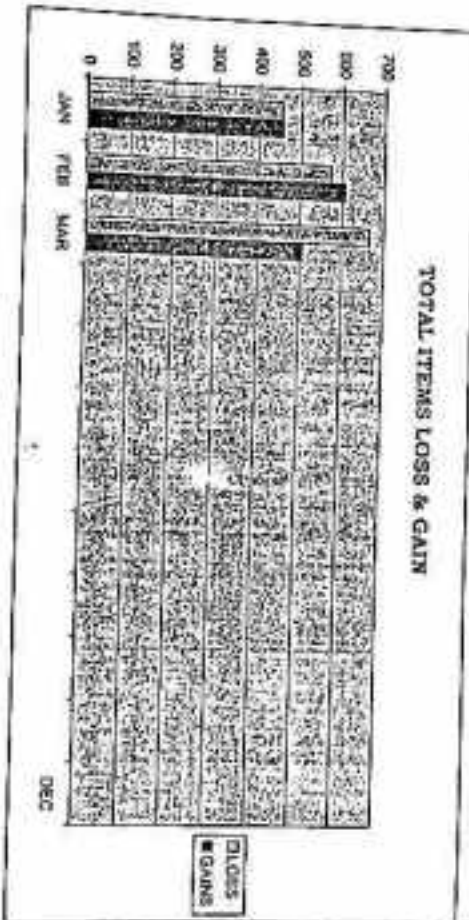 TOTAL ITEMS LOSS & GAIN
700
600
500
400
300
200
100
0
JAN
FEB
MAR
DEC
LOSS
GAINS